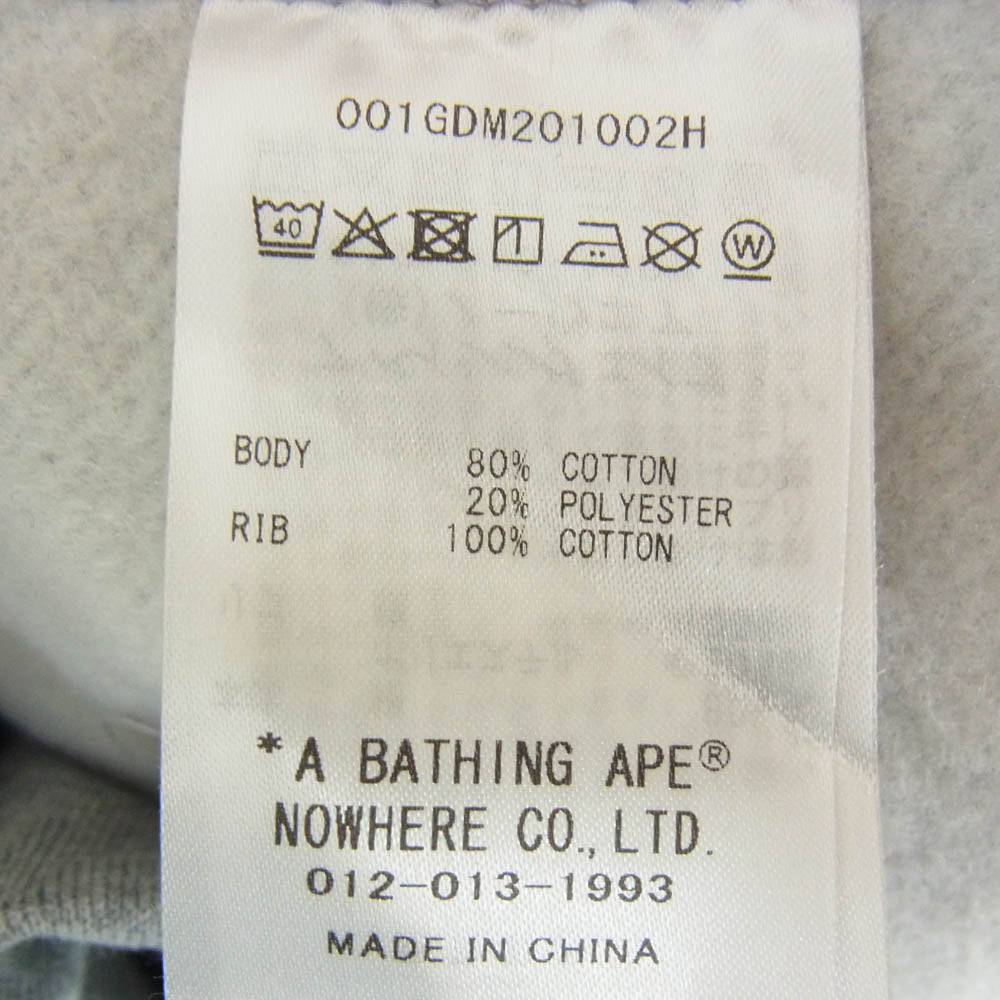 001GDM201002H
40 W
BODY 80% COTTON
20% POLYESTER
RIB 100% COTTON
*A BATHING APE®
NOWHERE CO., LTD.
012-013-1993
MADE IN CHINA